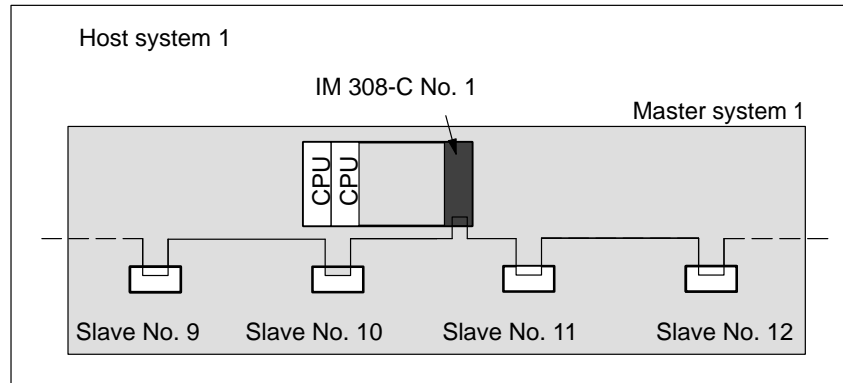 Host system 1
IM 308-C No. 1
Master system 1
CPU
CPU
Slave No. 9
Slave No. 10
Slave No. 11
Slave No. 12